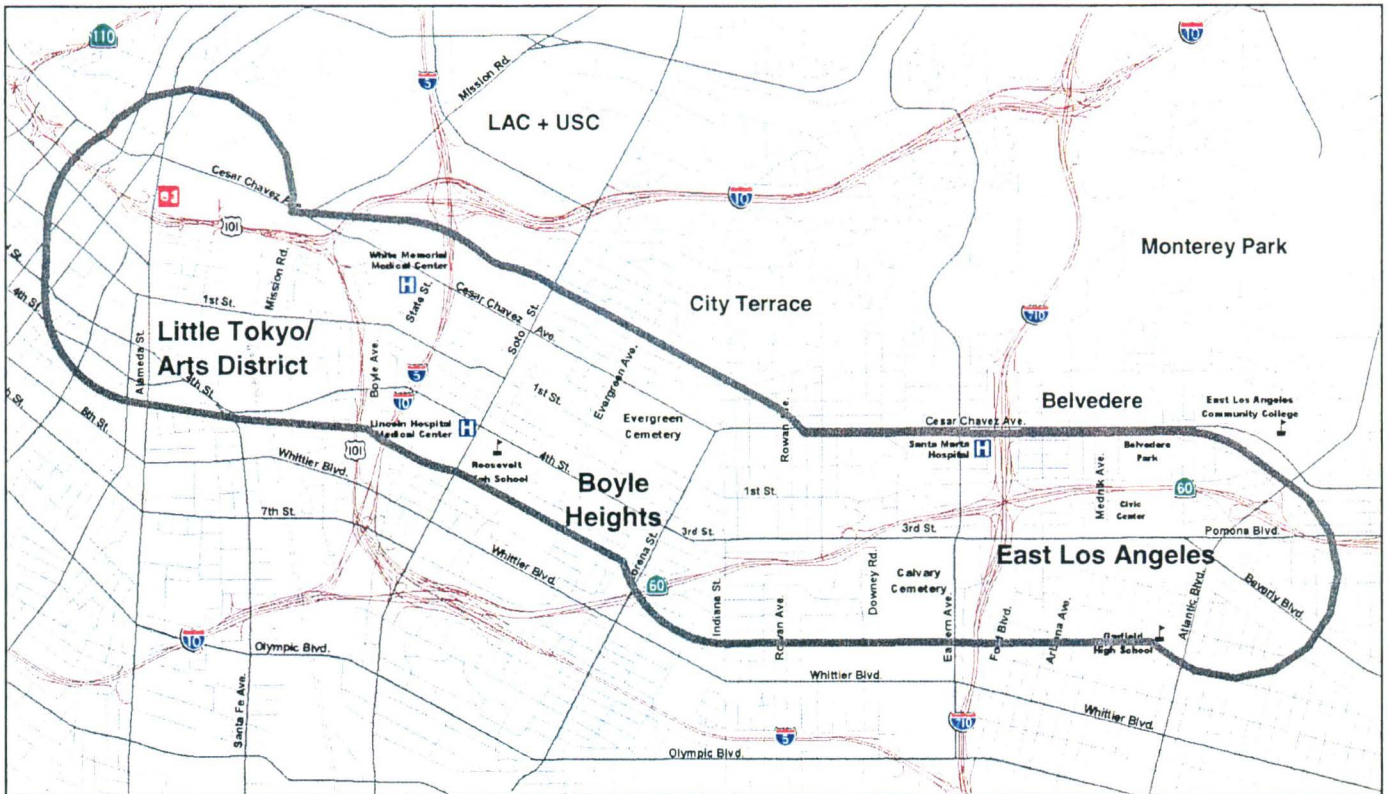 110
10
5
Mission Rd.
LAC + USC
Cesar Chavez
10
101
Monterey Park
White Memorial
Medical Center
H
Mission Rd.
State St.
Cesar Chavez Ave.
City Terrace
710
1st St.
Soto St.
Little Tokyo/
Arts District
4th St.
Alameda St.
4th St.
Boyle Ave.
5
10
1st St.
Evergreen Ave.
Belvedere
East Los Angeles
Community College
6th St.
Lincoln Hospital
Medical Center
H
Evergreen
Cemetery
Rowan Ave.
Cesar Chavez Ave.
Santa Marta
Hospital
H
Belvedere
Park
101
Whittier Blvd.
Roosevelt
High School
4th St.
Boyle
Heights
1st St.
Mednik Ave.
60
Civic
Center
7th St.
3rd St.
3rd St.
Pomona Blvd.
East Los Angeles
Whittier Blvd.
60
Indiana St.
Rowan Ave.
Downey Rd.
Calvary
Cemetery
Eastern Ave.
Ford Blvd.
Arizona Ave.
Atlantic Blvd.
Beverly Blvd.
Garfield
High School
10
Olympic Blvd.
Santa Fe Ave.
Whittier Blvd.
Whittier Blvd.
710
5
Olympic Blvd.